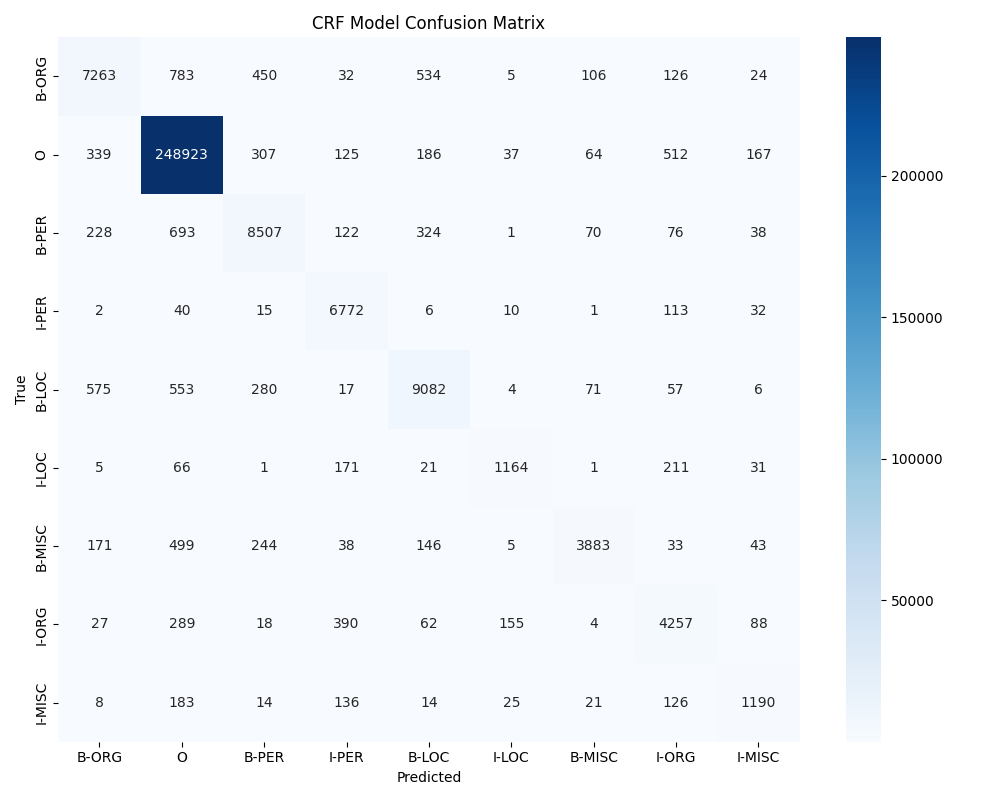 CRF Model Confusion Matrix
B-ORG 7263 783 450 32 534 5 106 126 24
O 339 248923 307 125 186 37 64 512 167
B-PER 228 693 8507 122 324 1 70 76 38
I-PER 2 40 15 6772 6 10 1 113 32
B-LOC 575 553 280 17 9082 4 71 57 6
I-LOC 5 66 1 171 21 1164 1 211 31
B-MISC 171 499 244 38 146 5 3883 33 43
I-ORG 27 289 18 390 62 155 4 4257 88
I-MISC 8 183 14 136 14 25 21 126 1190
B-ORG O B-PER I-PER B-LOC I-LOC B-MISC I-ORG I-MISC
Predicted
True
200000
150000
100000
50000